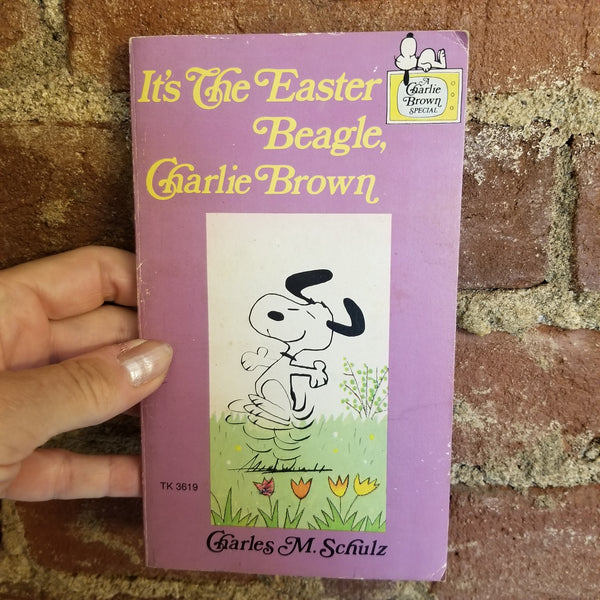 It's The Easter
Beagle,
Charlie Brown
A
Charlie
Brown
SPECIAL
TK 3619
Charles M. Schulz